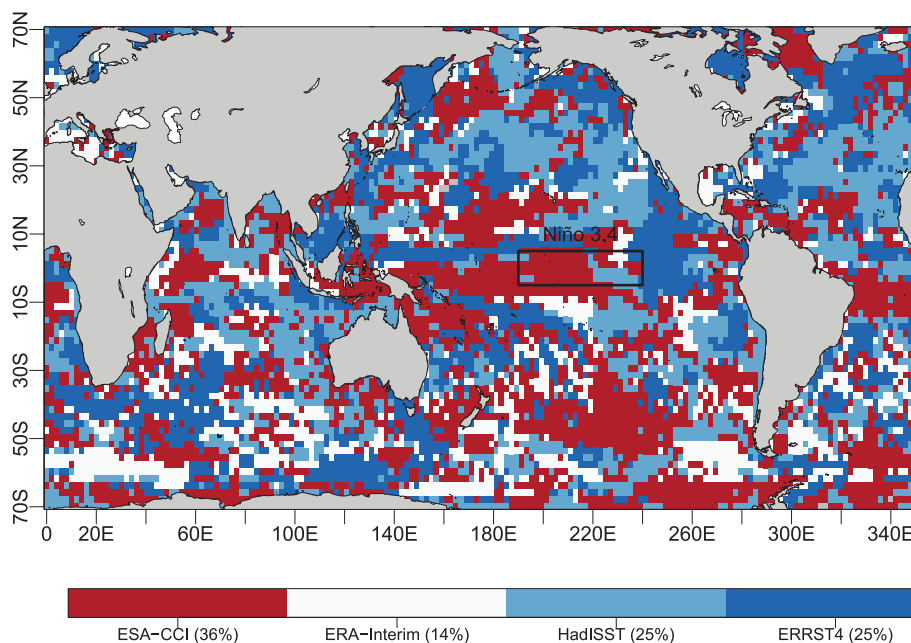 70N
50N
30N
10N
10S
30S
50S
70S
Niño 3.4
0 20E 60E 100E 140E 180E 220E 260E 300E 340E
ESA−CCI (36%) ERA−Interim (14%) HadISST (25%) ERRST4 (25%)